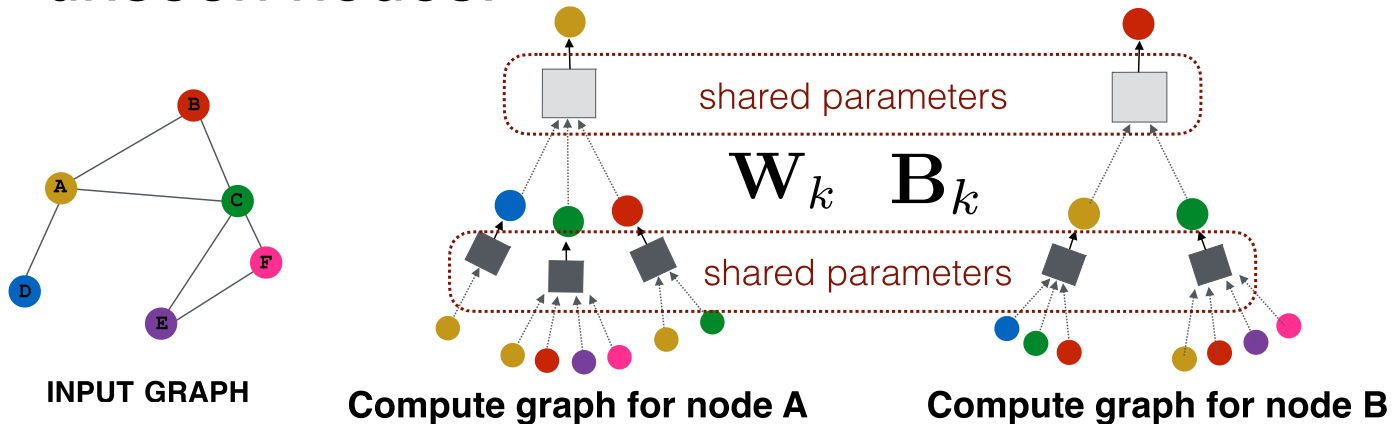 shared parameters
B
W_k B_k
A
C
F
shared parameters
D
E
INPUT GRAPH
Compute graph for node A
Compute graph for node B